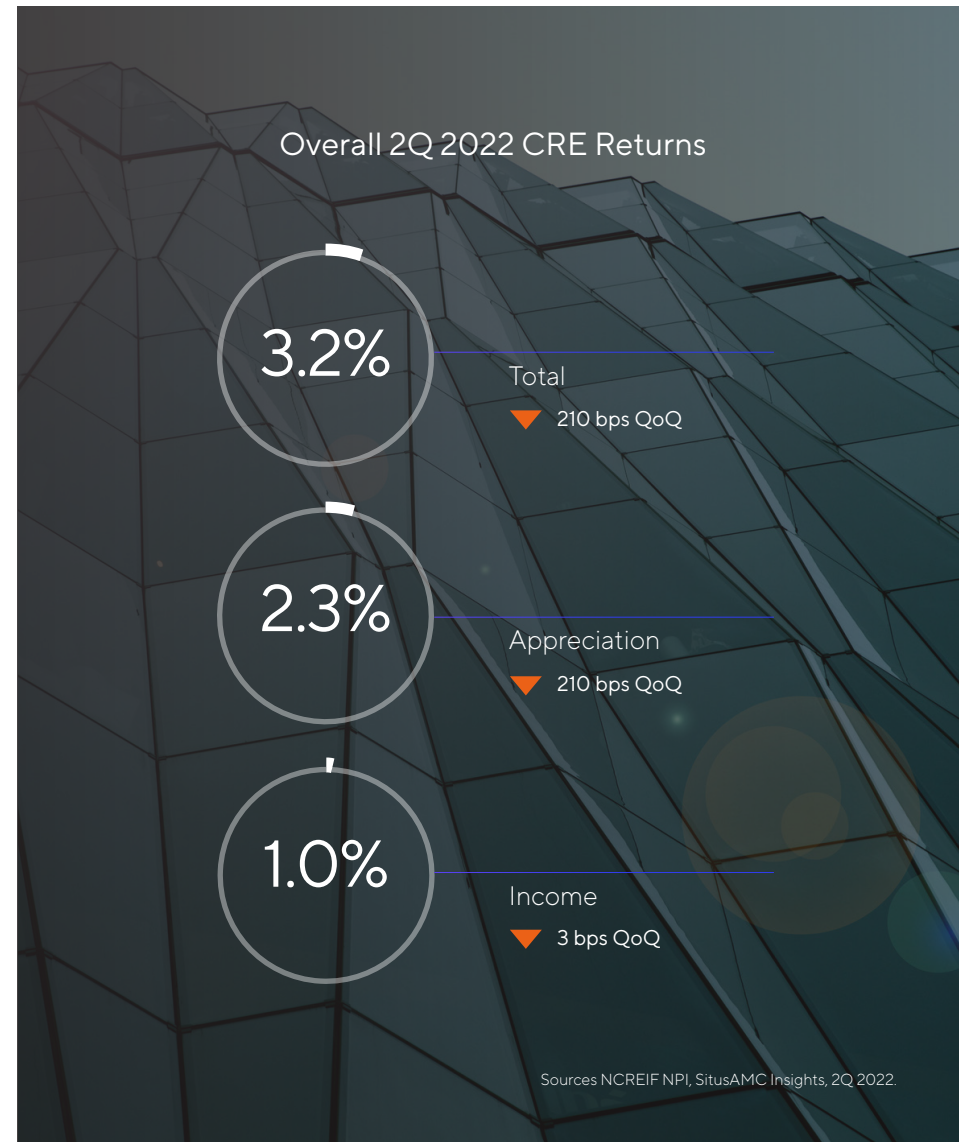 Overall 2Q 2022 CRE Returns
3.2%
Total
210 bps QoQ
2.3%
Appreciation
210 bps QoQ
1.0%
Income
3 bps QoQ
Sources NCREIF NPI, SitusAMC Insights, 2Q 2022.